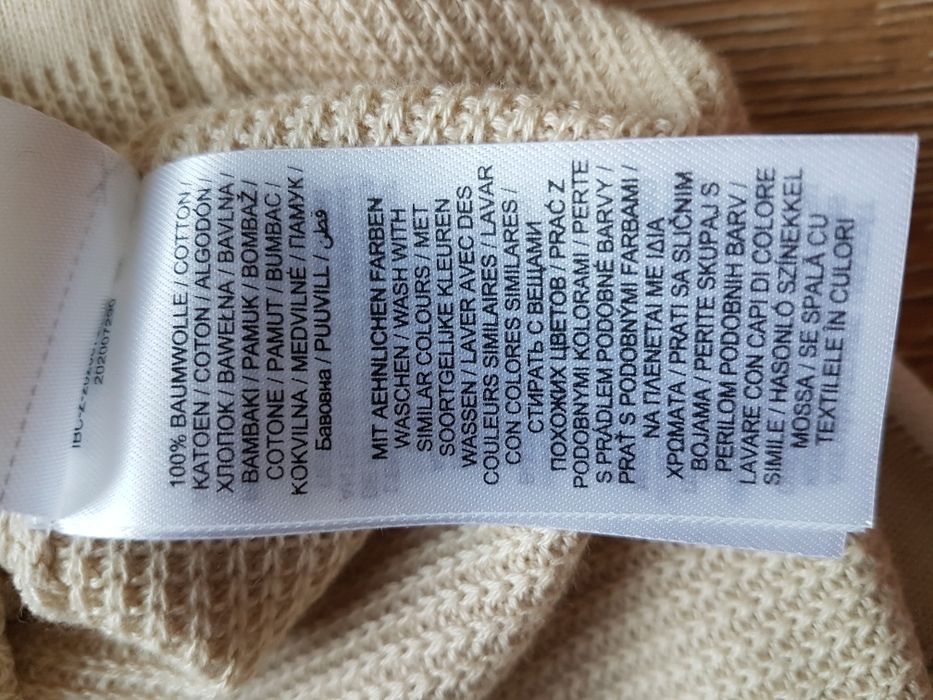 100% BAUMWOLLE / COTTON /
KATOEN / COTON / ALGODÓN /
ХЛОПОК / BAWEŁNA / BAVLNA /
BAMBAKI / PAMUK / BOMBAŽ /
COTONE / PAMUT / BUMBAC /
KOKVILNA / MEDVILNĖ / ПАМУК /
Бавовна / PUUVILL / قطن
MIT AEHNLICHEN FARBEN
WASCHEN / WASH WITH
SIMILAR COLOURS / MET
SOORTGELIJKE KLEUREN
WASSEN / LAVER AVEC DES
COULEURS SIMILAIRES / LAVAR
CON COLORES SIMILARES /
СТИРАТЬ С ВЕЩАМИ
ПОХОЖИХ ЦВЕТОВ / PRAĆ Z
PODOBNYMI KOLORAMI / PERTE
S PRÁDLEM PODOBNÉ BARVY /
PRAŤ S PODOBNÝMI FARBAMI /
NA ΠΛΕΝΕΤΑΙ ΜΕ ΙΔΙΑ
ΧΡΩΜΑΤΑ / PRATI SA SLIČNIM
BOJAMA / PERITE SKUPAJ S
PERILOM PODOBNIH BARV /
LAVARE CON CAPI DI COLORE
SIMILE / HASONLÓ SZÍNEKKEL
MOSSA / SE SPALĂ CU
TEXTILELE ÎN CULORI
202007296